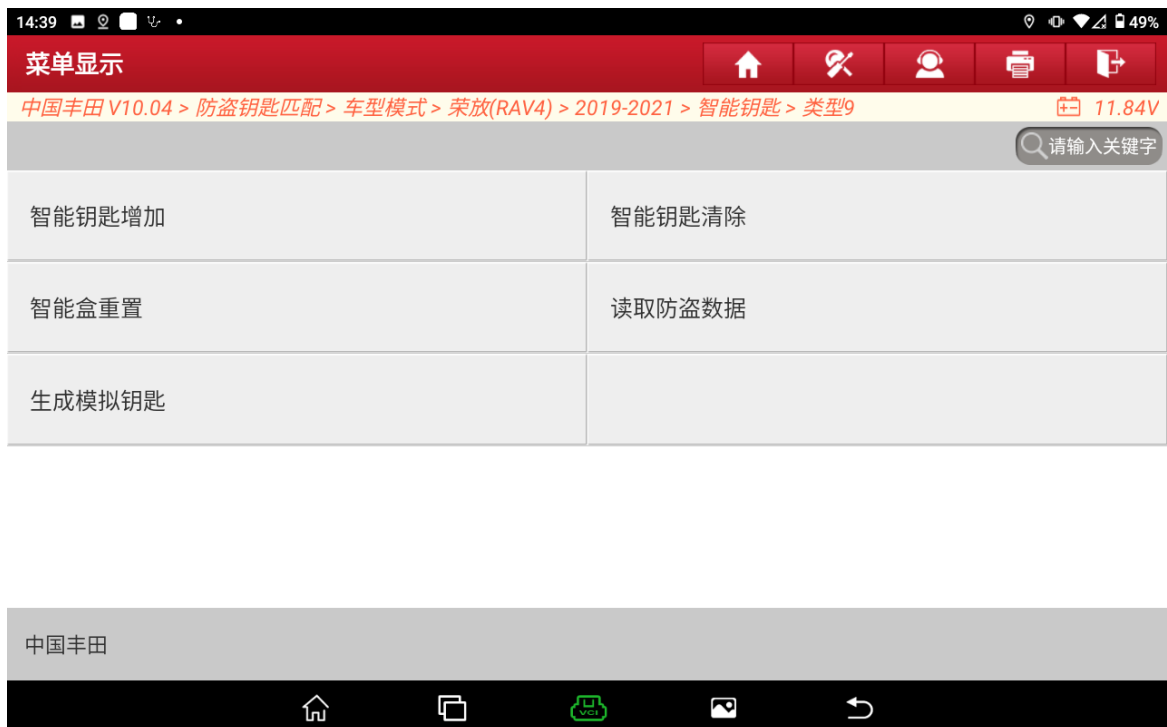 14:39
49%
菜单显示
中国丰田 V10.04 > 防盗钥匙匹配 > 车型模式 > 荣放(RAV4) > 2019-2021 > 智能钥匙 > 类型9
11.84V
请输入关键字
智能钥匙增加
智能钥匙清除
智能盒重置
读取防盗数据
生成模拟钥匙
中国丰田
VCI